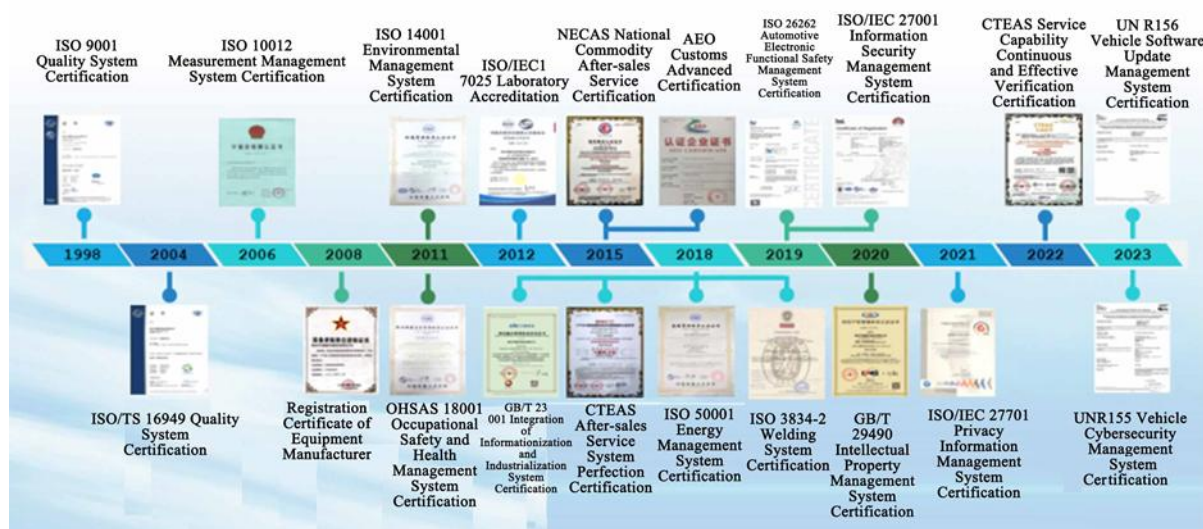 ISO 9001
Quality System
Certification
ISO 10012
Measurement Management
System Certification
ISO 14001
Environmental
Management
System
Certification
ISO/IEC1
7025 Laboratory
Accreditation
NECAS National
Commodity
After-sales
Service
Certification
AEO
Customs
Advanced
Certification
ISO 26262
Automotive
Electronic
Functional Safety
Management
System
Certification
ISO/IEC 27001
Information
Security
Management
System
Certification
CTEAS Service
Capability
Continuous
and Effective
Verification
Certification
UN R156
Vehicle Software
Update
Management
System
Certification
认证企业证书
CTEAS
1998
2004
2006
2008
2011
2012
2015
2018
2019
2020
2021
2022
2023
ISO/TS 16949 Quality
System
Certification
Registration
Certificate of
Equipment
Manufacturer
OHSAS 18001
Occupational
Safety and
Health
Management
System
Certification
GB/T 23
001 Integration
of
Informationization
and
Industrialization
System
Certification
CTEAS
After-sales
Service
System
Perfection
Certification
ISO 50001
Energy
Management
System
Certification
ISO 3834-2
Welding
System
Certification
GB/T
29490
Intellectual
Property
Management
System
Certification
ISO/IEC 27701
Privacy
Information
Management
System
Certification
UNR155 Vehicle
Cybersecurity
Management
System
Certification